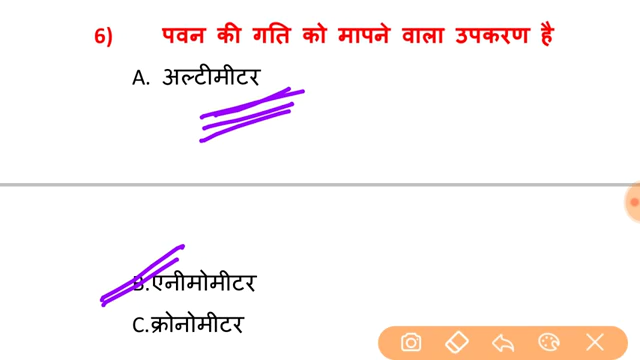 6) पवन की गति को मापने वाला उपकरण है
A. अल्टीमीटर
B.एनीमोमीटर
C.क्रोनोमीटर